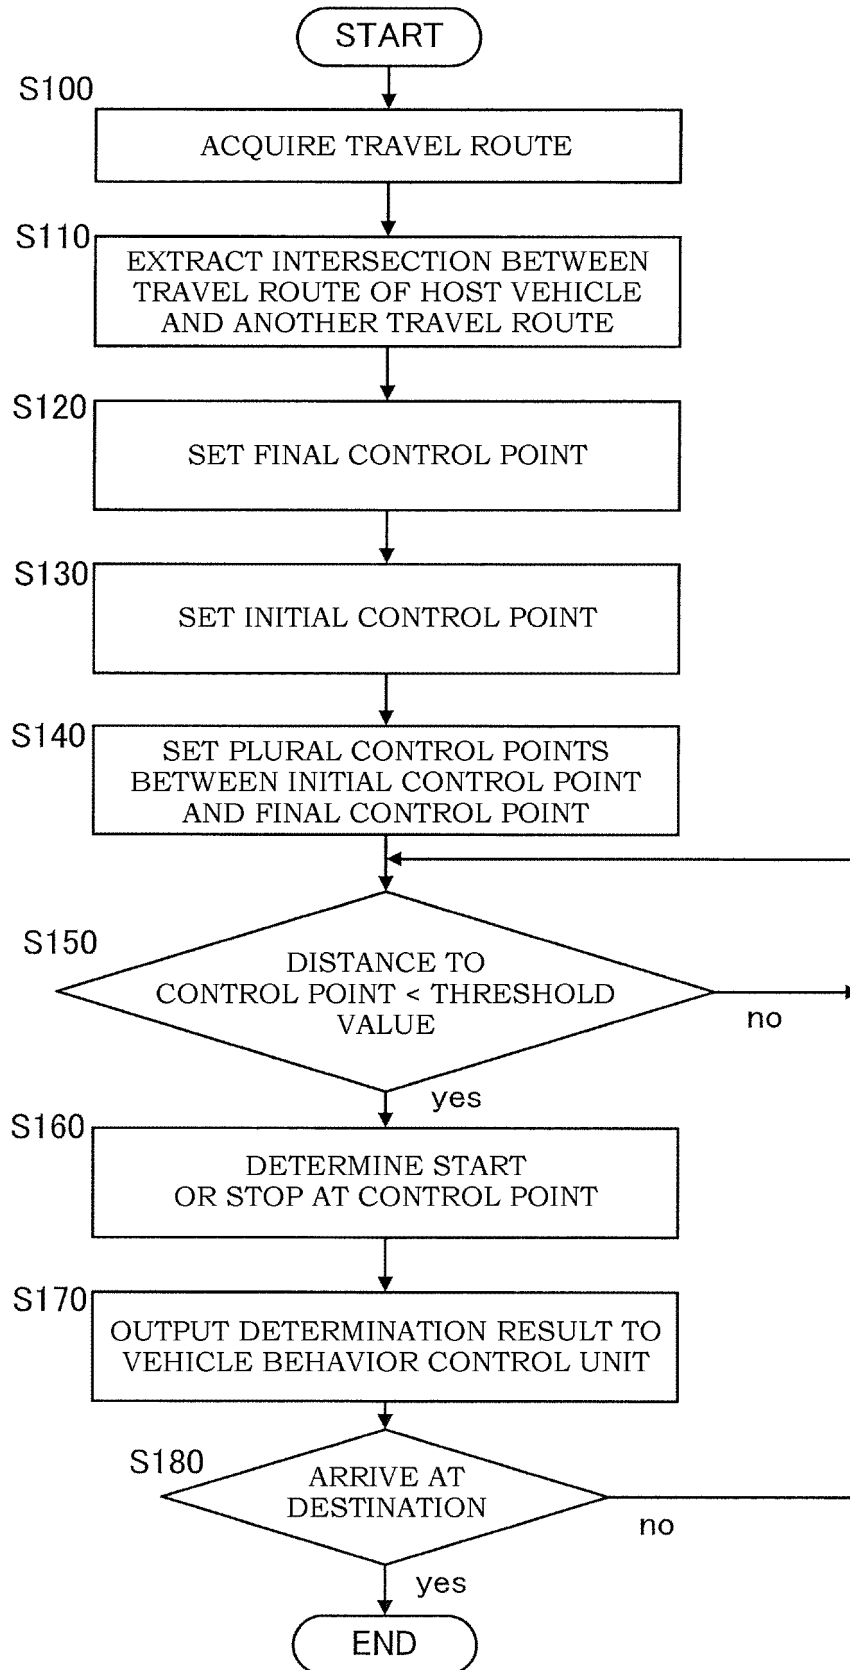 START
S100
ACQUIRE TRAVEL ROUTE
S110
EXTRACT INTERSECTION BETWEEN
TRAVEL ROUTE OF HOST VEHICLE
AND ANOTHER TRAVEL ROUTE
S120
SET FINAL CONTROL POINT
S130
SET INITIAL CONTROL POINT
S140
SET PLURAL CONTROL POINTS
BETWEEN INITIAL CONTROL POINT
AND FINAL CONTROL POINT
S150
DISTANCE TO
CONTROL POINT < THRESHOLD
VALUE
no
yes
S160
DETERMINE START
OR STOP AT CONTROL POINT
S170
OUTPUT DETERMINATION RESULT TO
VEHICLE BEHAVIOR CONTROL UNIT
S180
ARRIVE AT
DESTINATION
no
yes
END